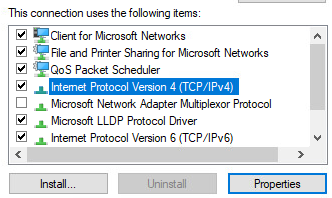 This connection uses the following items:
Client for Microsoft Networks
File and Printer Sharing for Microsoft Networks
QoS Packet Scheduler
Internet Protocol Version 4 (TCP/IPv4)
Microsoft Network Adapter Multiplexor Protocol
Microsoft LLDP Protocol Driver
Internet Protocol Version 6 (TCP/IPv6)
Install... Uninstall Properties